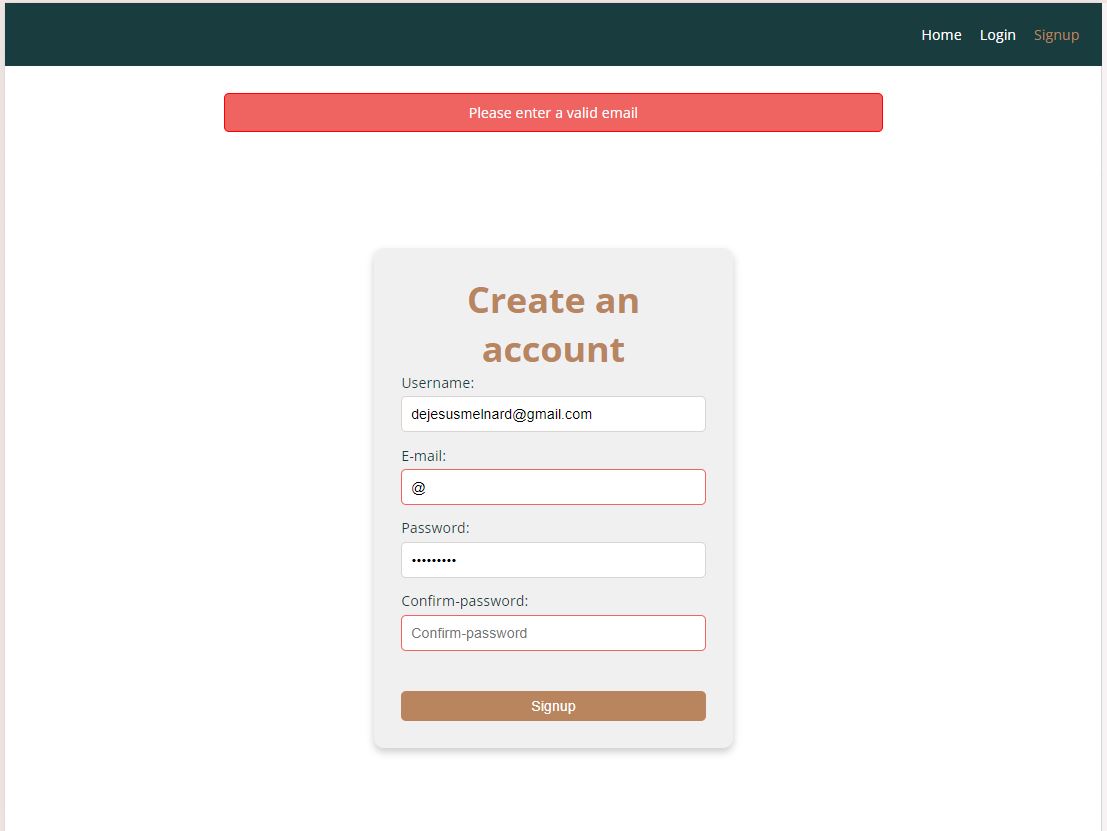 Home Login Signup
Please enter a valid email
Create an
account
Username:
dejesusmelnard@gmail.com
E-mail:
@
Password:
•••••••••
Confirm-password:
Confirm-password
Signup